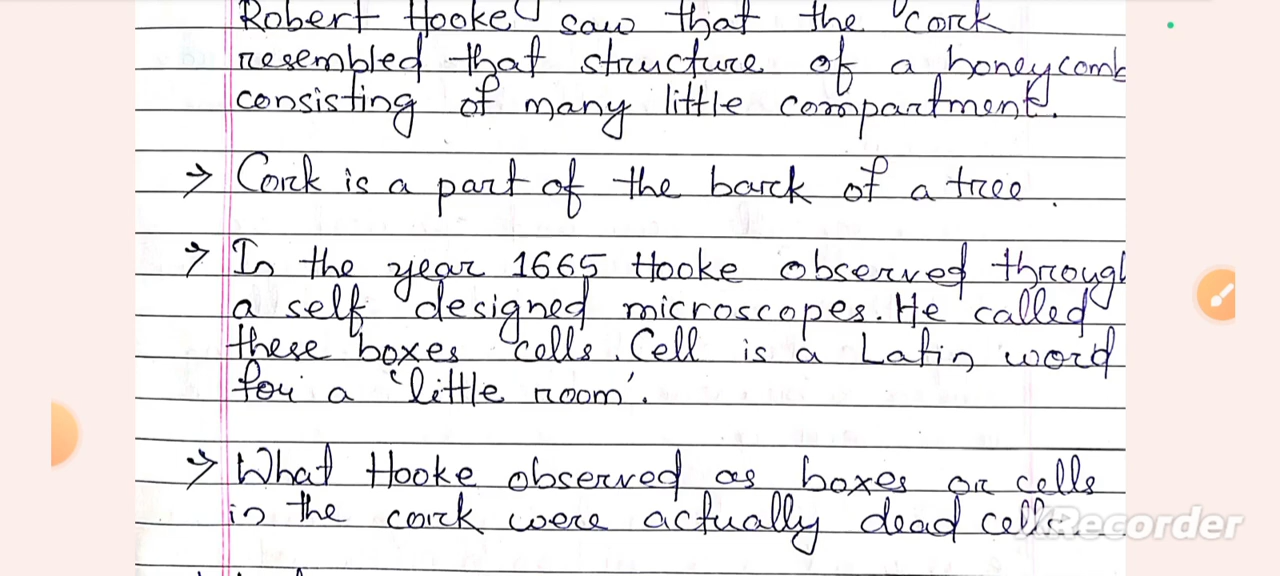 Robert Hooke saw that the cork
resembled that structure of a honeycomb
consisting of many little compartment.
→ Cork is a part of the bark of a tree.
→ In the year 1665 Hooke observed through
a self designed microscopes. He called
these boxes cells. Cell is a Latin word
for a 'little room'.
→ What Hooke observed as boxes or cells
in the cork were actually dead cells.
XRecorder